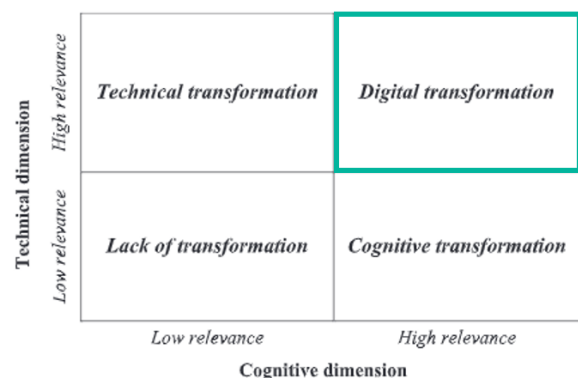 Technical dimension
High relevance
Low relevance
Technical transformation
Digital transformation
Lack of transformation
Cognitive transformation
Low relevance
High relevance
Cognitive dimension